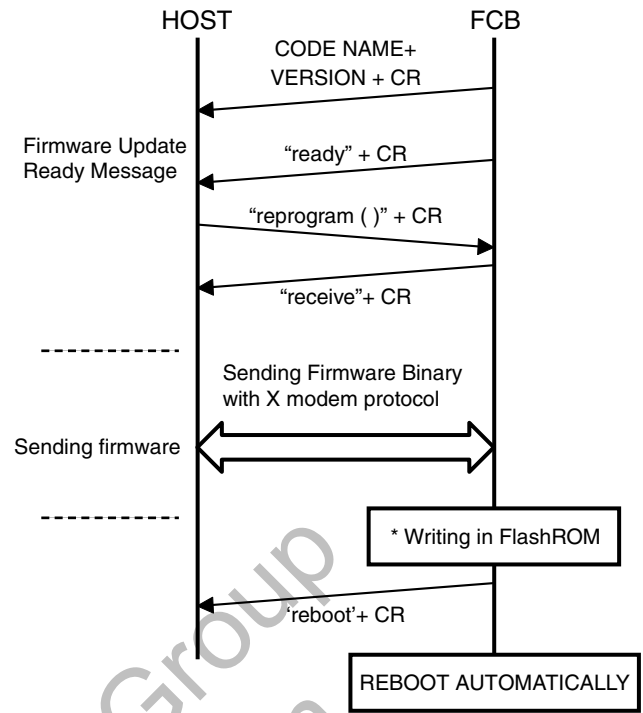 HOST
FCB
CODE NAME+
VERSION + CR
Firmware Update
Ready Message
“ready” + CR
“reprogram ( )” + CR
“receive”+ CR
Sending Firmware Binary
with X modem protocol
Sending firmware
* Writing in FlashROM
‘reboot’+ CR
REBOOT AUTOMATICALLY
Group